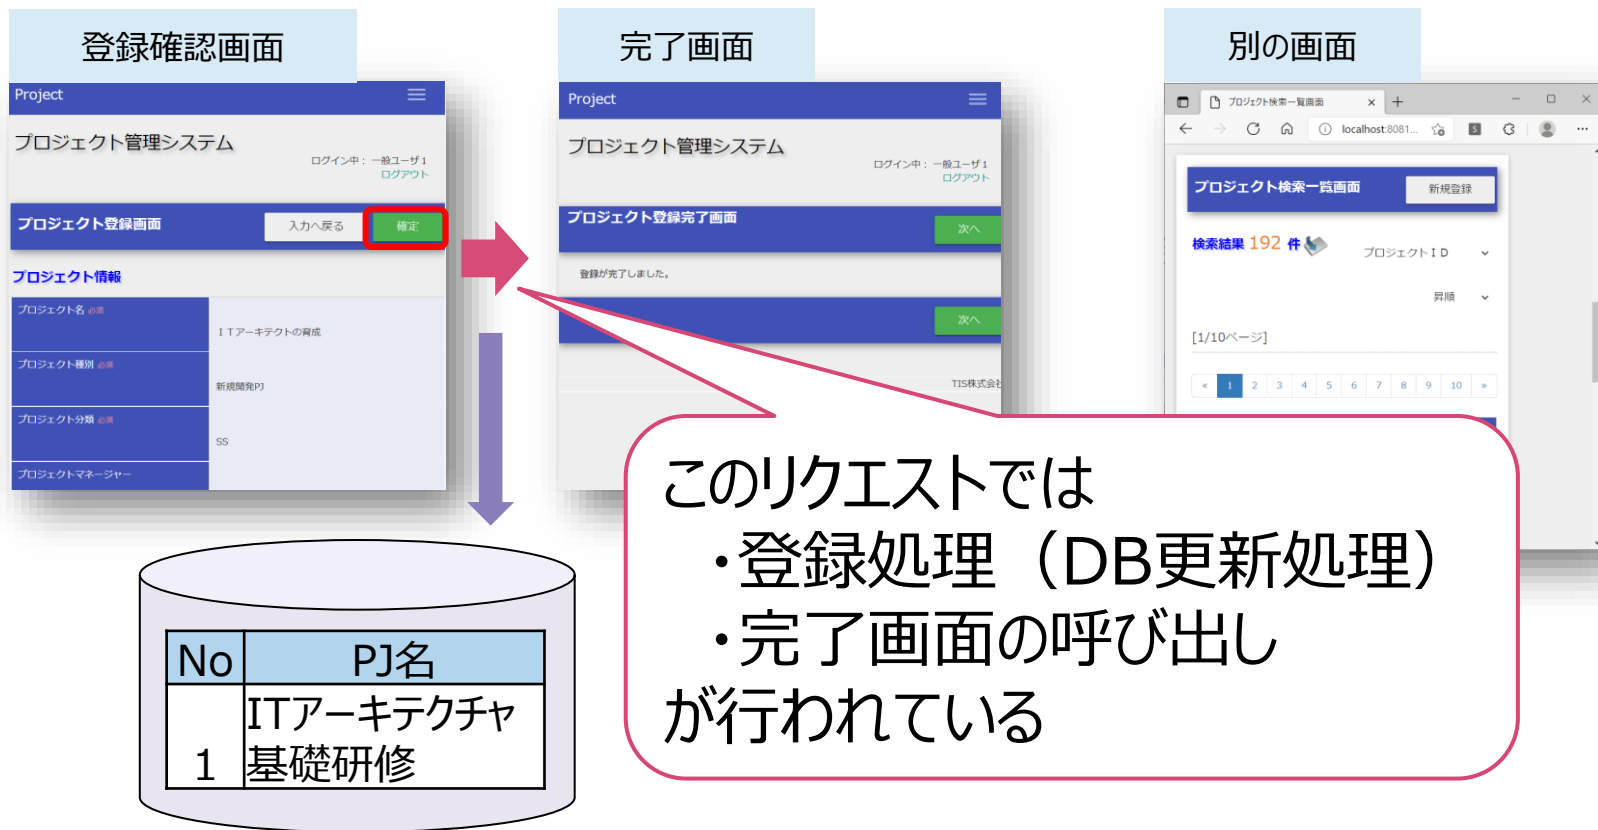 登録確認画面
Project
プロジェクト管理システム
ログイン中： 一般ユーザ1
ログアウト
プロジェクト登録画面
入力へ戻る
確定
プロジェクト情報
プロジェクト名 必須
ＩＴアーキテクトの育成
プロジェクト種別 必須
新規開発PJ
プロジェクト分類 必須
SS
プロジェクトマネージャー
完了画面
Project
プロジェクト管理システム
ログイン中： 一般ユーザ1
ログアウト
プロジェクト登録完了画面
次へ
登録が完了しました。
次へ
TIS株式会社
別の画面
プロジェクト検索一覧画面
localhost:8081...
プロジェクト検索一覧画面
新規登録
検索結果 192 件
プロジェクトＩＤ
昇順
[1/10ページ]
« 1 2 3 4 5 6 7 8 9 10 »
このリクエストでは
・登録処理（DB更新処理）
・完了画面の呼び出し
が行われている
No PJ名
1 ITアーキテクチャ
基礎研修